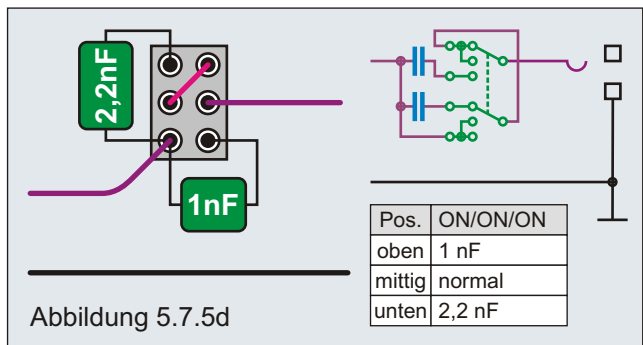 2,2nF
1nF
Pos. ON/ON/ON
oben 1 nF
mittig normal
unten 2,2 nF
Abbildung 5.7.5d